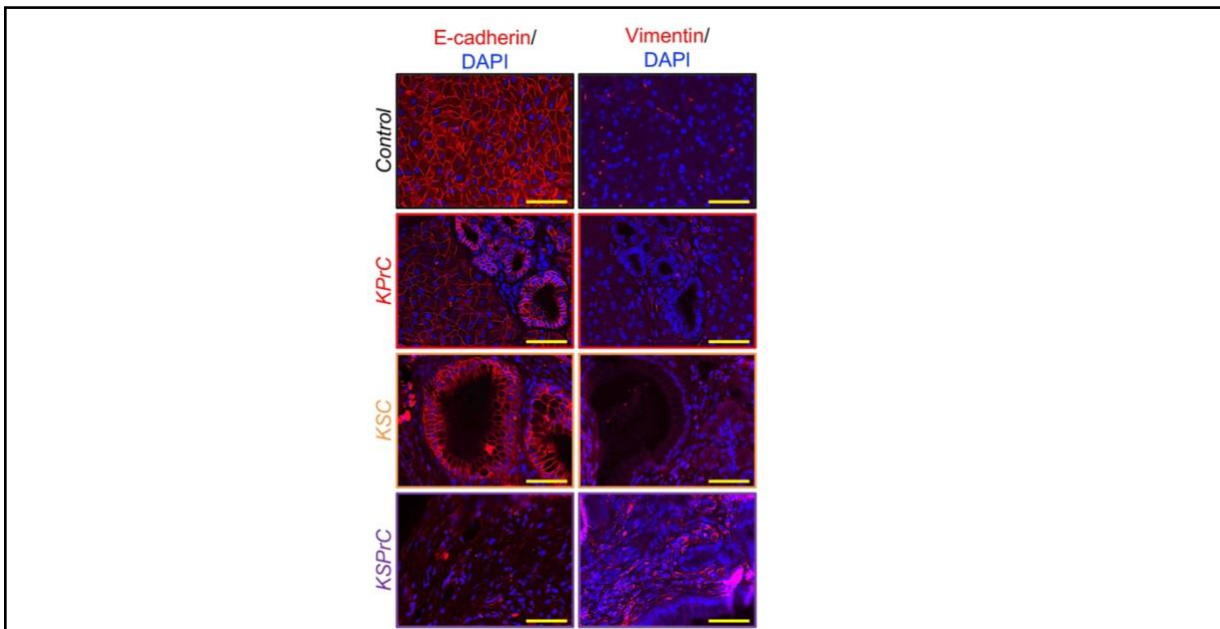 E-cadherin/
DAPI
Vimentin/
DAPI
Control
KPrC
KSC
KSPrC